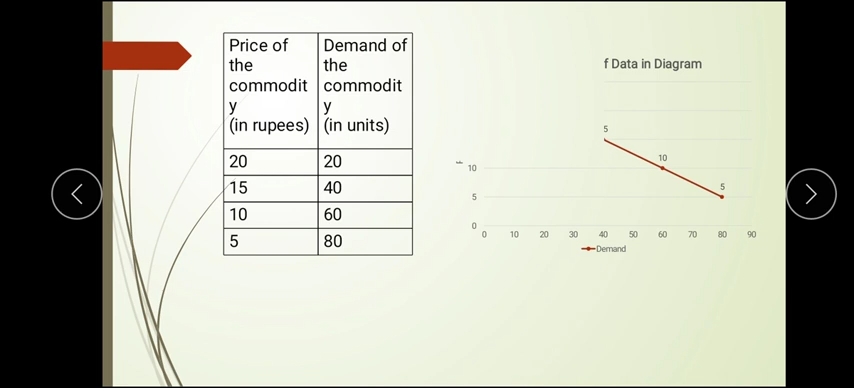 Price of
the
commodit
y
(in rupees)
Demand of
the
commodit
y
(in units)
20 20
15 40
10 60
5 80
f Data in Diagram
5
10
5
10
5
0
0 10 20 30 40 50 60 70 80 90
Demand